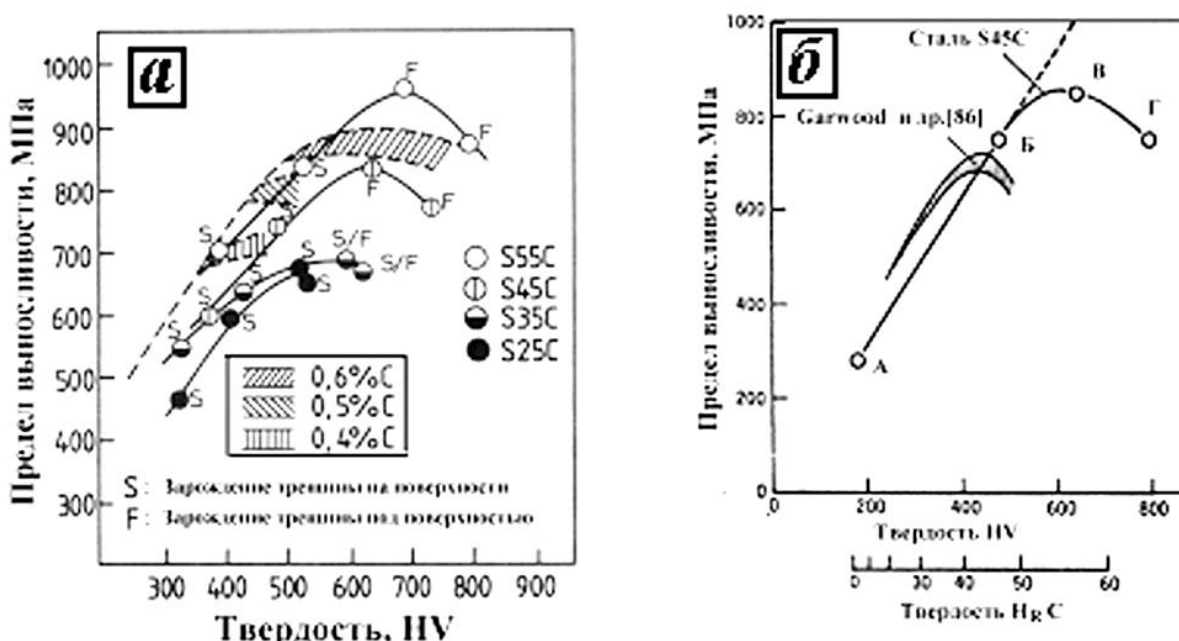 а
1000
900
800
700
600
500
400
300
Предел выносливости, МПа
F
F
S
S
F
F
S
S
S
S
S
S/F
S/F
S
S
S
S
S55C
S45C
S35C
S25C
0,6%C
0,5%C
0,4%C
S : Зарождение трещины на поверхности
F : Зарождение трещины под поверхностью
300 400 500 600 700 800 900
Твердость, HV
б
1000
800
600
400
200
0
Предел выносливости, МПа
Сталь S45C
Garwood и др.[86]
А
Б
В
Г
0 200 400 600 800
Твердость HV
0 30 40 50 60
Твердость HRC